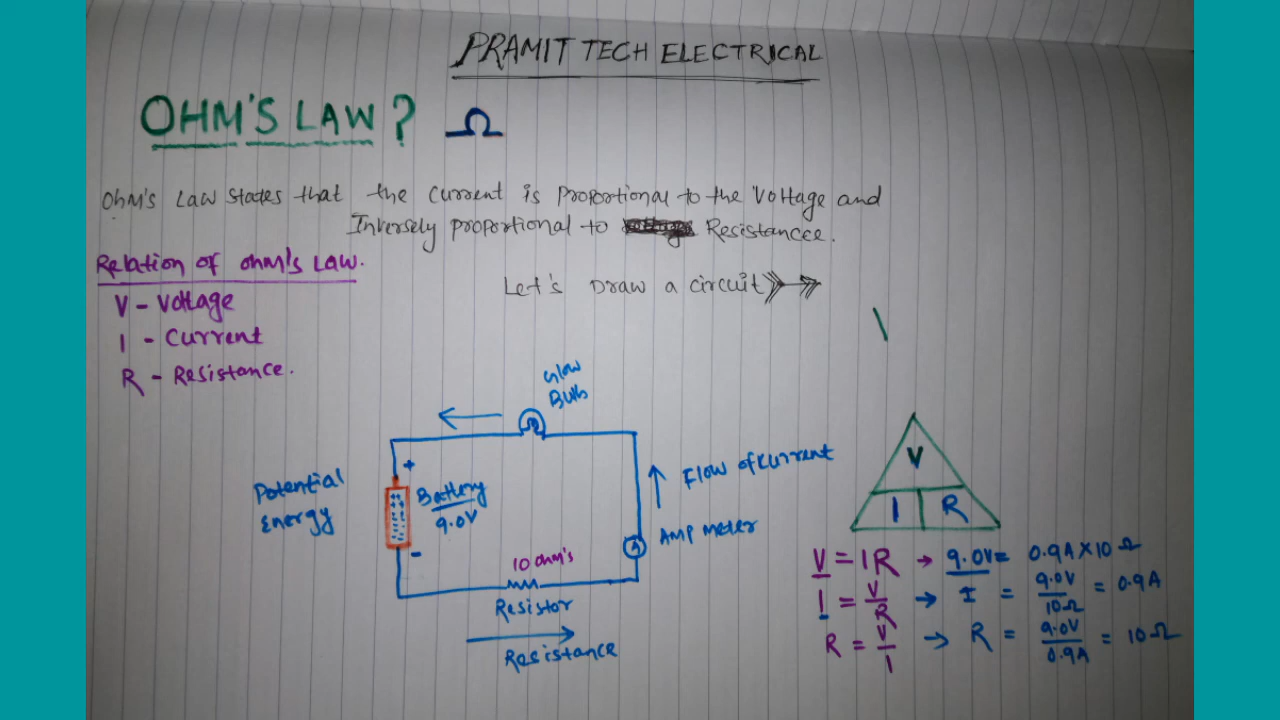 PRAMIT TECH ELECTRICAL
OHM'S LAW? Ω
Ohm's Law States that the Current is Proportional to the Voltage and
Inversely proportional to Resistancee.
Relation of ohm's Law.
V - Voltage
I - Current
R - Resistance.
Let's Draw a circuit
Glow
Bulb
Potential
Energy
+
Battery
9.0V
-
Flow of Current
A
AMP meter
10 ohm's
Resistor
Resistance
V
I R
V = IR → 9.0V = 0.9A X 10 Ω
I = V/R → I = 9.0V/10Ω = 0.9A
R = V/I → R = 9.0V/0.9A = 10 Ω